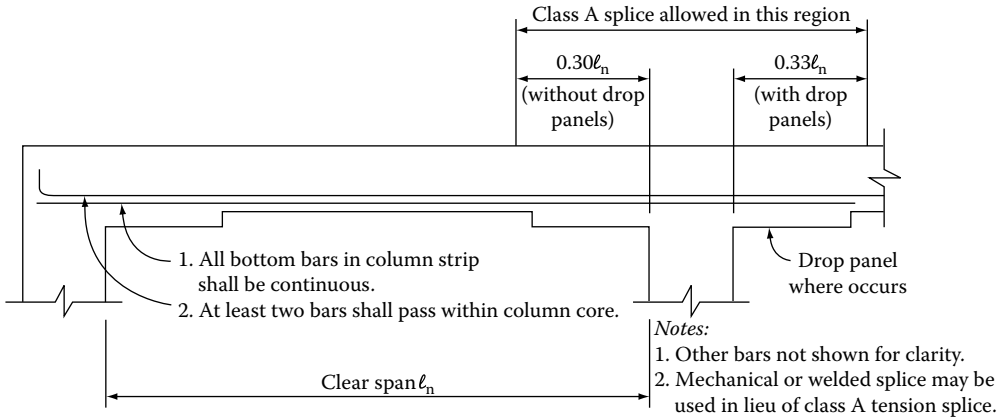 Class A splice allowed in this region
0.30ℓn
(without drop
panels)
0.33ℓn
(with drop
panels)
1. All bottom bars in column strip
shall be continuous.
2. At least two bars shall pass within column core.
Drop panel
where occurs
Clear span ℓn
Notes:
1. Other bars not shown for clarity.
2. Mechanical or welded splice may be
used in lieu of class A tension splice.